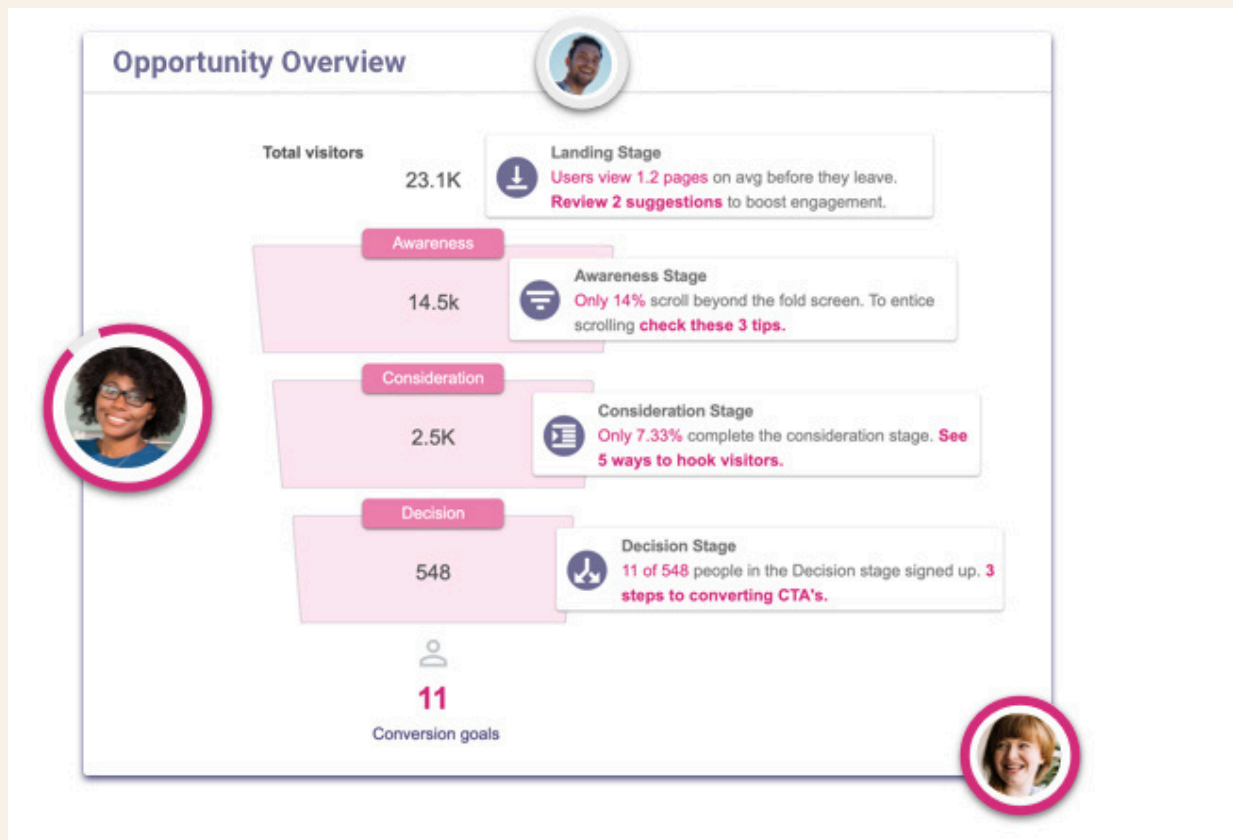 Opportunity Overview
Total visitors
23.1K
Landing Stage
Users view 1.2 pages on avg before they leave.
Review 2 suggestions to boost engagement.
Awareness
14.5k
Awareness Stage
Only 14% scroll beyond the fold screen. To entice
scrolling check these 3 tips.
Consideration
2.5K
Consideration Stage
Only 7.33% complete the consideration stage. See
5 ways to hook visitors.
Decision
548
Decision Stage
11 of 548 people in the Decision stage signed up. 3
steps to converting CTA's.
11
Conversion goals